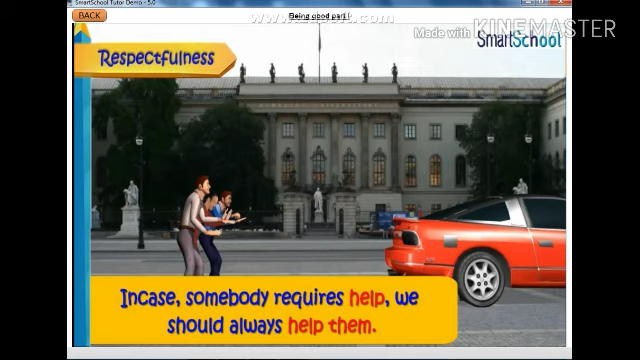 SmartSchool Tutor Demo - 5.0
BACK
Being good part I
Made with KINEMASTER
SmartSchool
Respectfulness
Incase, somebody requires help, we
should always help them.